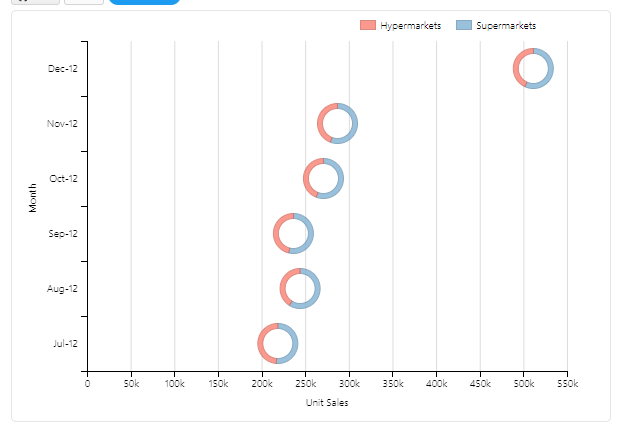 Hypermarkets Supermarkets
Dec-12
Nov-12
Oct-12
Sep-12
Aug-12
Jul-12
Month
0 50k 100k 150k 200k 250k 300k 350k 400k 450k 500k 550k
Unit Sales